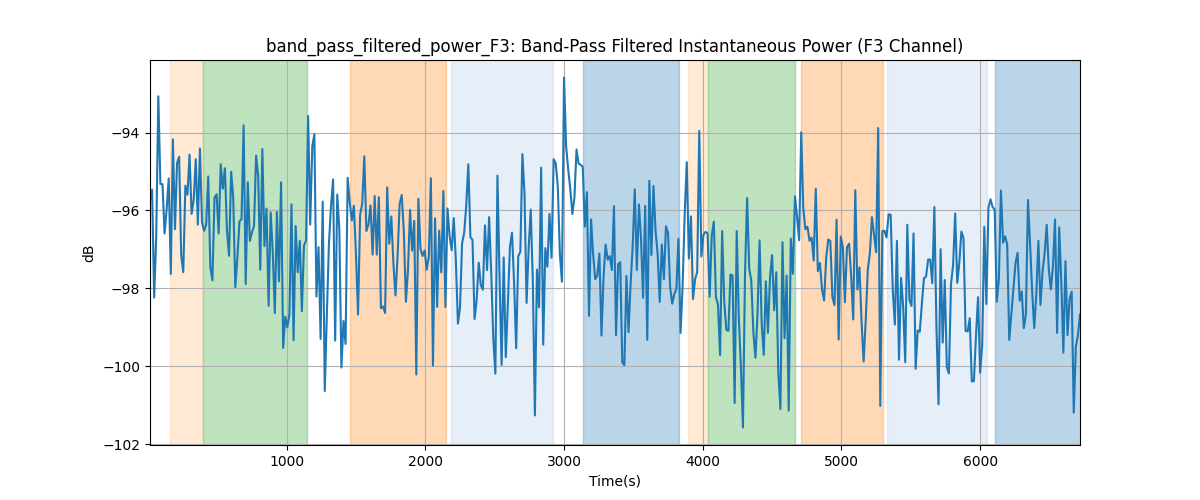 band_pass_filtered_power_F3: Band-Pass Filtered Instantaneous Power (F3 Channel)
dB
−94
−96
−98
−100
−102
1000 2000 3000 4000 5000 6000
Time(s)